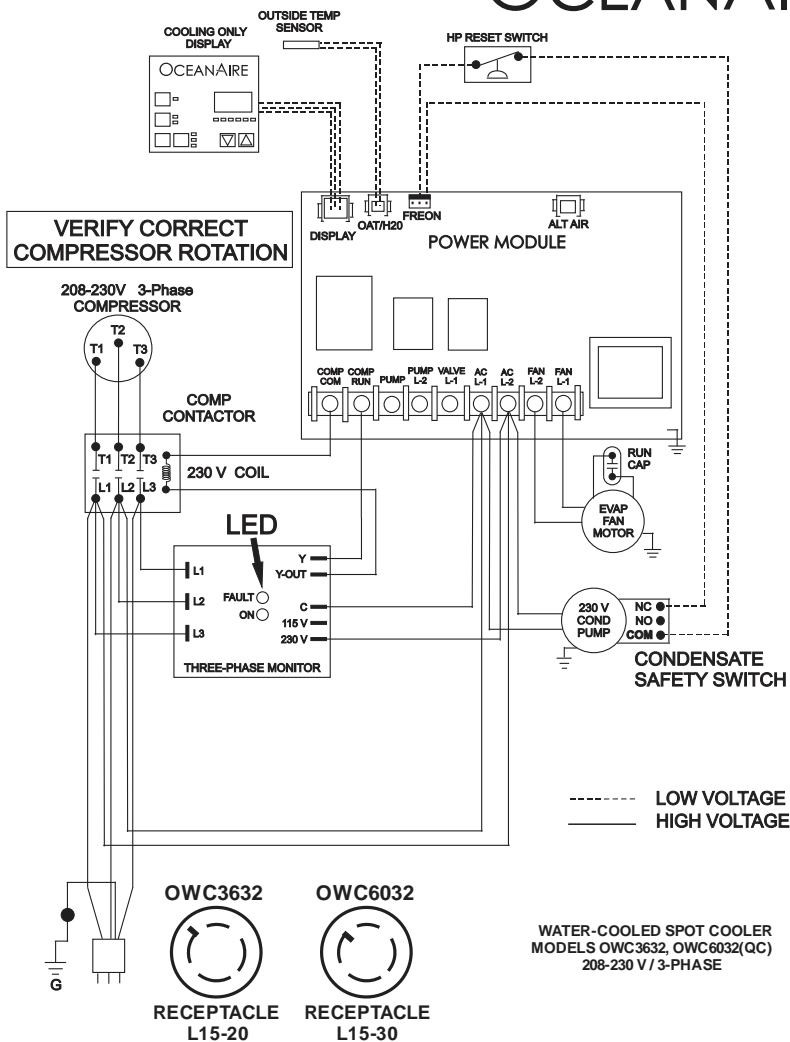 OUTSIDE TEMP
SENSOR
COOLING ONLY
DISPLAY
OCEANAIRE
HP RESET SWITCH
DISPLAY
OAT/H20
FREON
ALT AIR
POWER MODULE
VERIFY CORRECT
COMPRESSOR ROTATION
208-230V 3-Phase
COMPRESSOR
T2
T1
T3
COMP
COM
COMP
RUN
PUMP
PUMP
L-2
VALVE
L-1
AC
L-1
AC
L-2
FAN
L-2
FAN
L-1
COMP
CONTACTOR
T1 T2 T3
L1 L2 L3
230 V COIL
RUN
CAP
EVAP
FAN
MOTOR
LED
L1
L2
L3
FAULT
ON
Y
Y-OUT
C
115 V
230 V
THREE-PHASE MONITOR
230 V
COND
PUMP
NC
NO
COM
CONDENSATE
SAFETY SWITCH
LOW VOLTAGE
HIGH VOLTAGE
G
OWC3632
RECEPTACLE
L15-20
OWC6032
RECEPTACLE
L15-30
WATER-COOLED SPOT COOLER
MODELS OWC3632, OWC6032(QC)
208-230 V / 3-PHASE